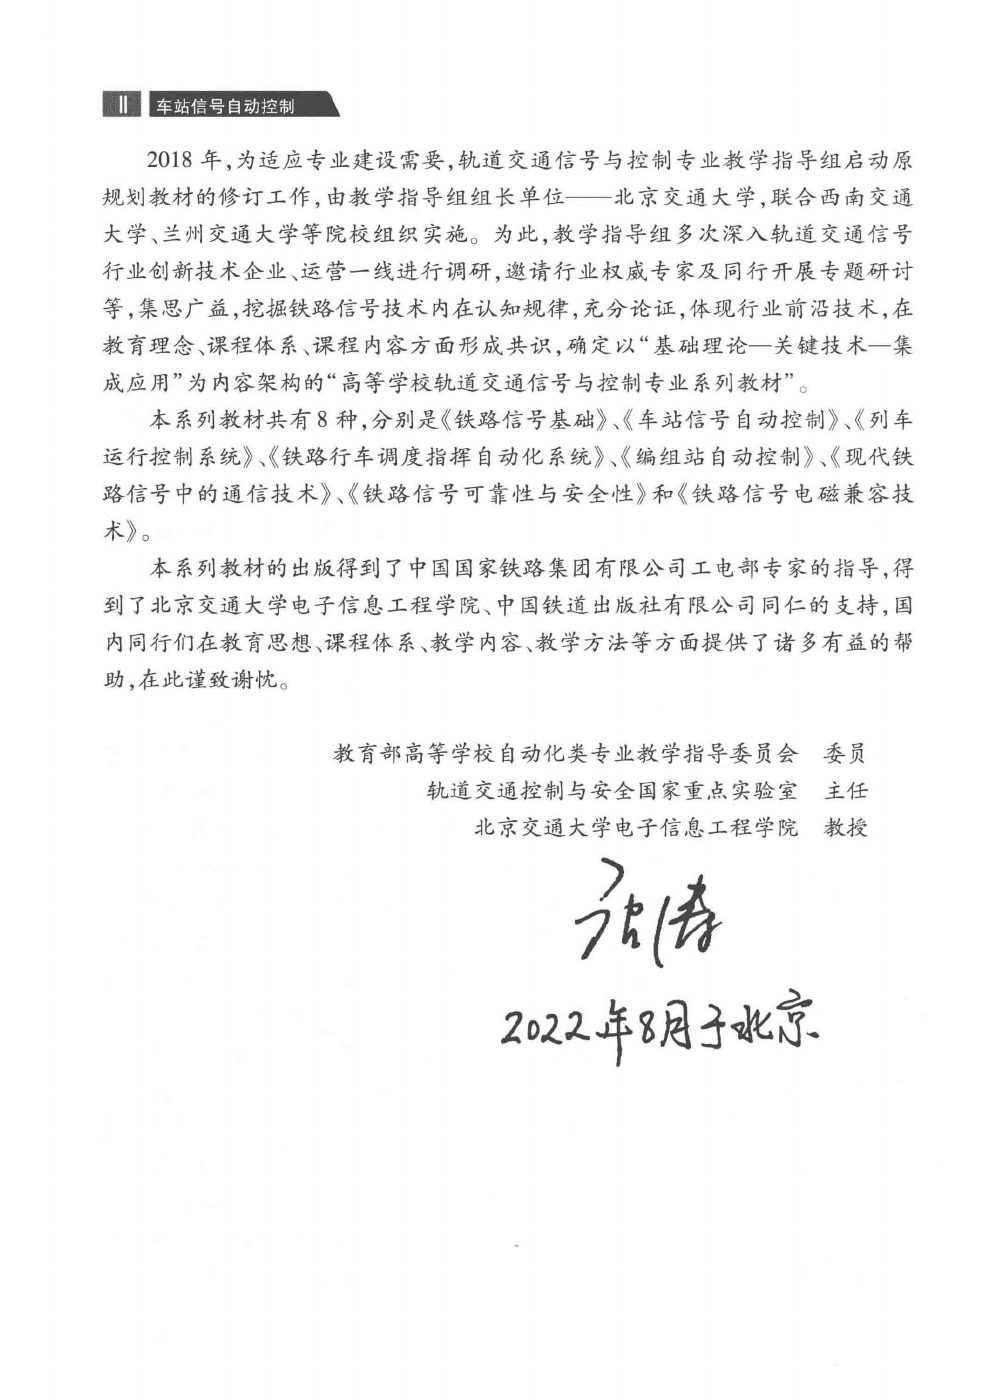 Ⅱ 车站信号自动控制
2018 年,为适应专业建设需要,轨道交通信号与控制专业教学指导组启动原
规划教材的修订工作,由教学指导组组长单位——北京交通大学,联合西南交通
大学、兰州交通大学等院校组织实施。为此,教学指导组多次深入轨道交通信号
行业创新技术企业、运营一线进行调研,邀请行业权威专家及同行开展专题研讨
等,集思广益,挖掘铁路信号技术内在认知规律,充分论证,体现行业前沿技术,在
教育理念、课程体系、课程内容方面形成共识,确定以“基础理论—关键技术—集
成应用”为内容架构的“高等学校轨道交通信号与控制专业系列教材”。
本系列教材共有 8 种,分别是《铁路信号基础》、《车站信号自动控制》、《列车
运行控制系统》、《铁路行车调度指挥自动化系统》、《编组站自动控制》、《现代铁
路信号中的通信技术》、《铁路信号可靠性与安全性》和《铁路信号电磁兼容技
术》。
本系列教材的出版得到了中国国家铁路集团有限公司工电部专家的指导,得
到了北京交通大学电子信息工程学院、中国铁道出版社有限公司同仁的支持,国
内同行们在教育思想、课程体系、教学内容、教学方法等方面提供了诸多有益的帮
助,在此谨致谢忱。
教育部高等学校自动化类专业教学指导委员会 委员
轨道交通控制与安全国家重点实验室 主任
北京交通大学电子信息工程学院 教授
唐涛
2022年8月于北京